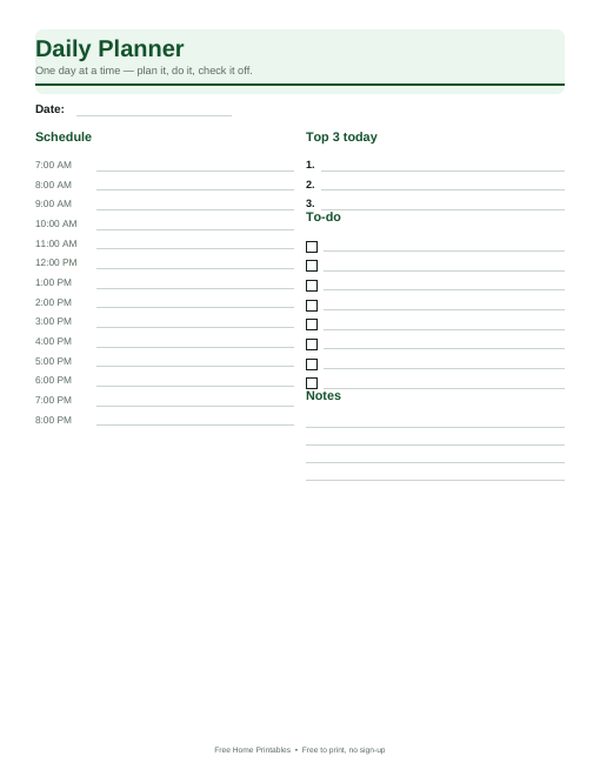 Daily Planner
One day at a time — plan it, do it, check it off.
Date:
Schedule
7:00 AM
8:00 AM
9:00 AM
10:00 AM
11:00 AM
12:00 PM
1:00 PM
2:00 PM
3:00 PM
4:00 PM
5:00 PM
6:00 PM
7:00 PM
8:00 PM
Top 3 today
1.
2.
3.
To-do
Notes
Free Home Printables • Free to print, no sign-up